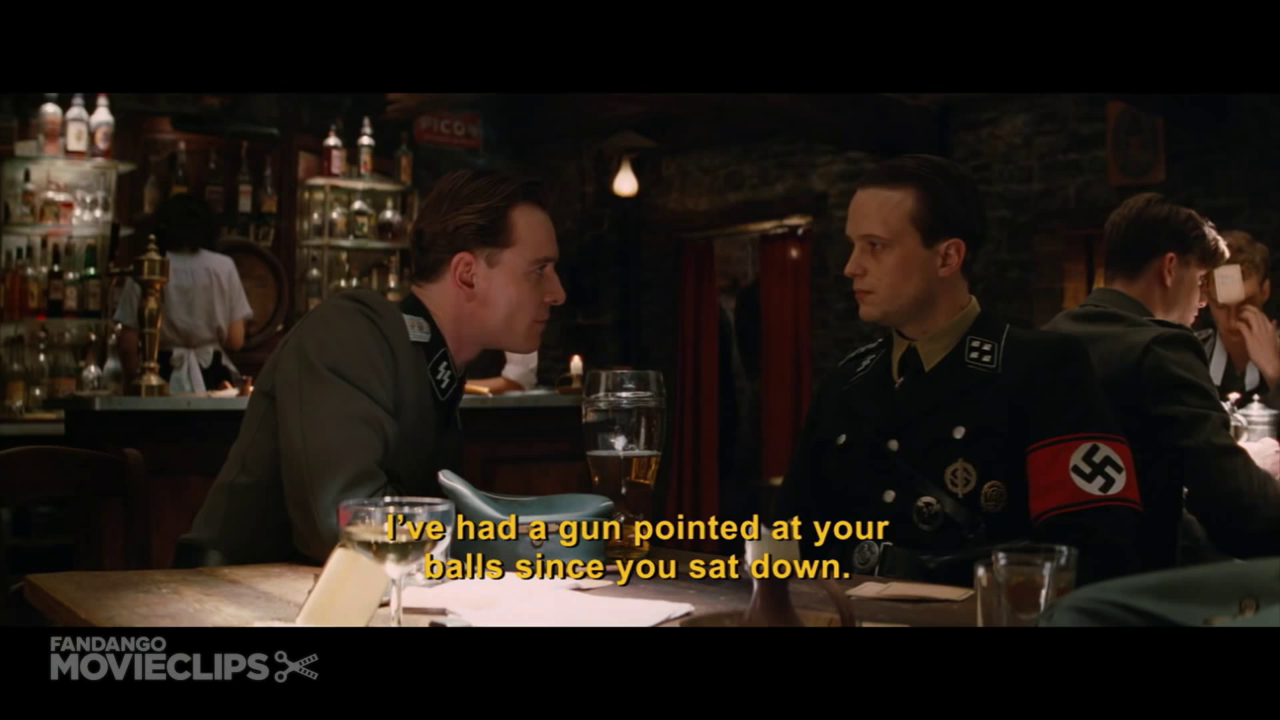 PICON
I've had a gun pointed at your
balls since you sat down.
FANDANGO
MOVIECLIPS